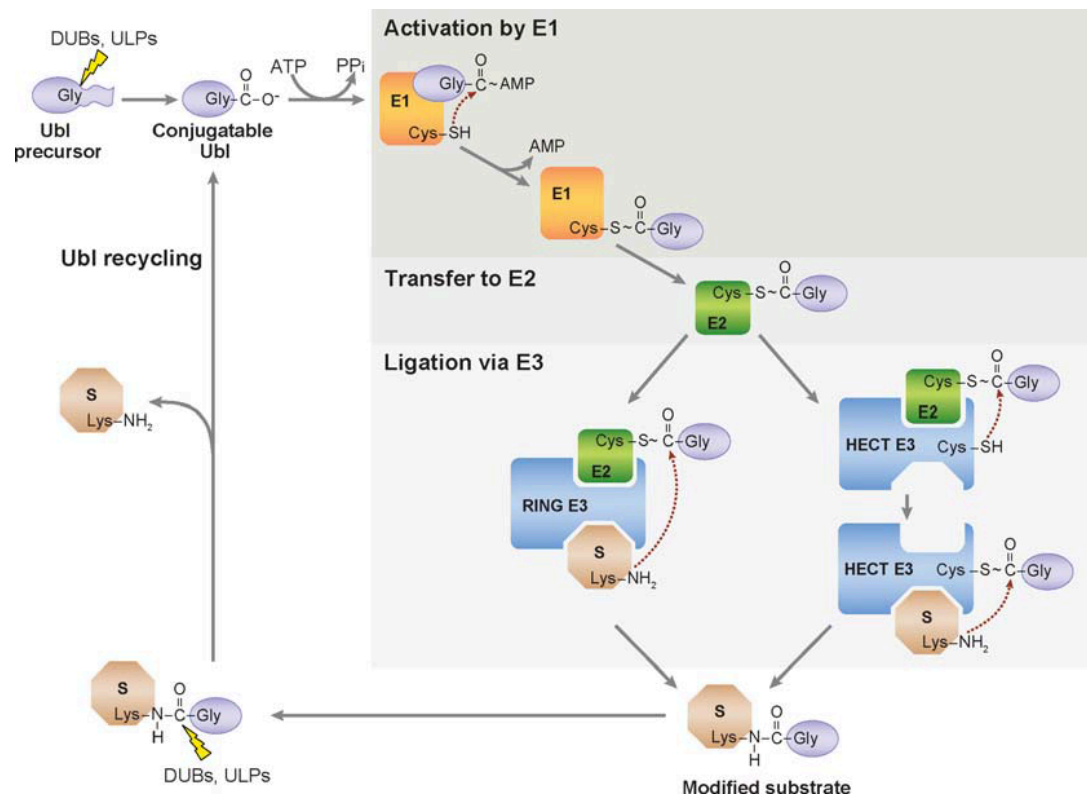 DUBs, ULPs
Gly
Ubl
precursor
Gly–C–O⁻
O
Conjugatable
Ubl
ATP
PPi
Activation by E1
E1
Gly–C~AMP
O
Cys–SH
AMP
E1
Cys–S~C–Gly
O
Transfer to E2
Cys–S~C–Gly
O
E2
Ligation via E3
Cys–S~C–Gly
O
E2
RING E3
S
Lys–NH₂
Cys–S~C–Gly
O
E2
HECT E3
Cys–SH
HECT E3
Cys–S~C–Gly
O
S
Lys–NH₂
S
Lys–N–C–Gly
O
H
Modified substrate
S
Lys–N–C–Gly
O
H
DUBs, ULPs
S
Lys–NH₂
Ubl recycling